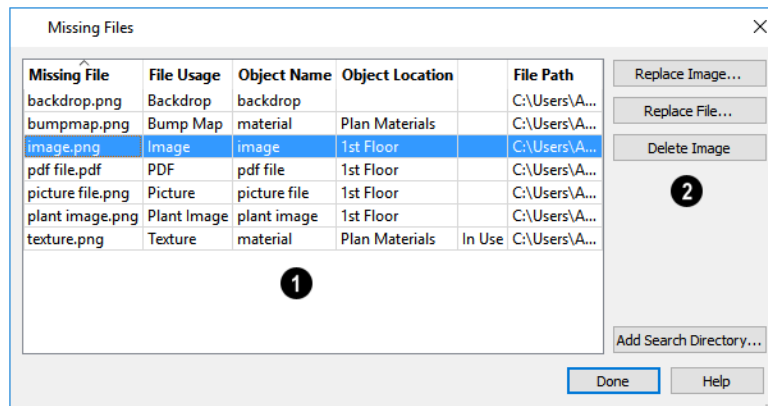 Missing Files
Missing File File Usage Object Name Object Location File Path
backdrop.png Backdrop backdrop C:\Users\A...
bumpmap.png Bump Map material Plan Materials C:\Users\A...
image.png Image image 1st Floor C:\Users\A...
pdf file.pdf PDF pdf file 1st Floor C:\Users\A...
picture file.png Picture picture file 1st Floor C:\Users\A...
plant image.png Plant Image plant image 1st Floor C:\Users\A...
texture.png Texture material Plan Materials In Use C:\Users\A...
1
Replace Image...
Replace File...
Delete Image
2
Add Search Directory...
Done Help